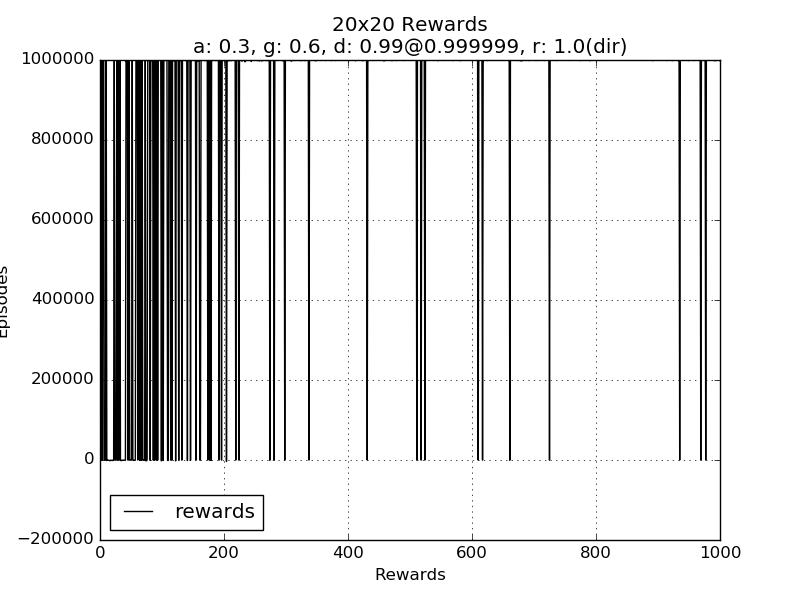 20x20 Rewards
a: 0.3, g: 0.6, d: 0.99@0.999999, r: 1.0(dir)
1000000
800000
600000
400000
200000
0
−200000
Episodes
rewards
0 200 400 600 800 1000
Rewards